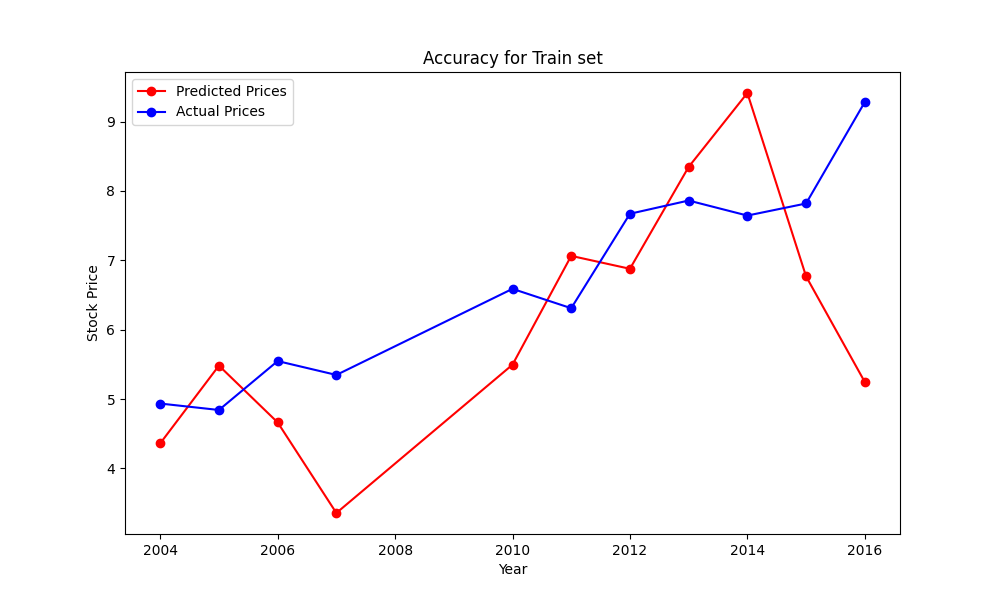 Accuracy for Train set
Predicted Prices
Actual Prices
Stock Price
9
8
7
6
5
4
2004 2006 2008 2010 2012 2014 2016
Year